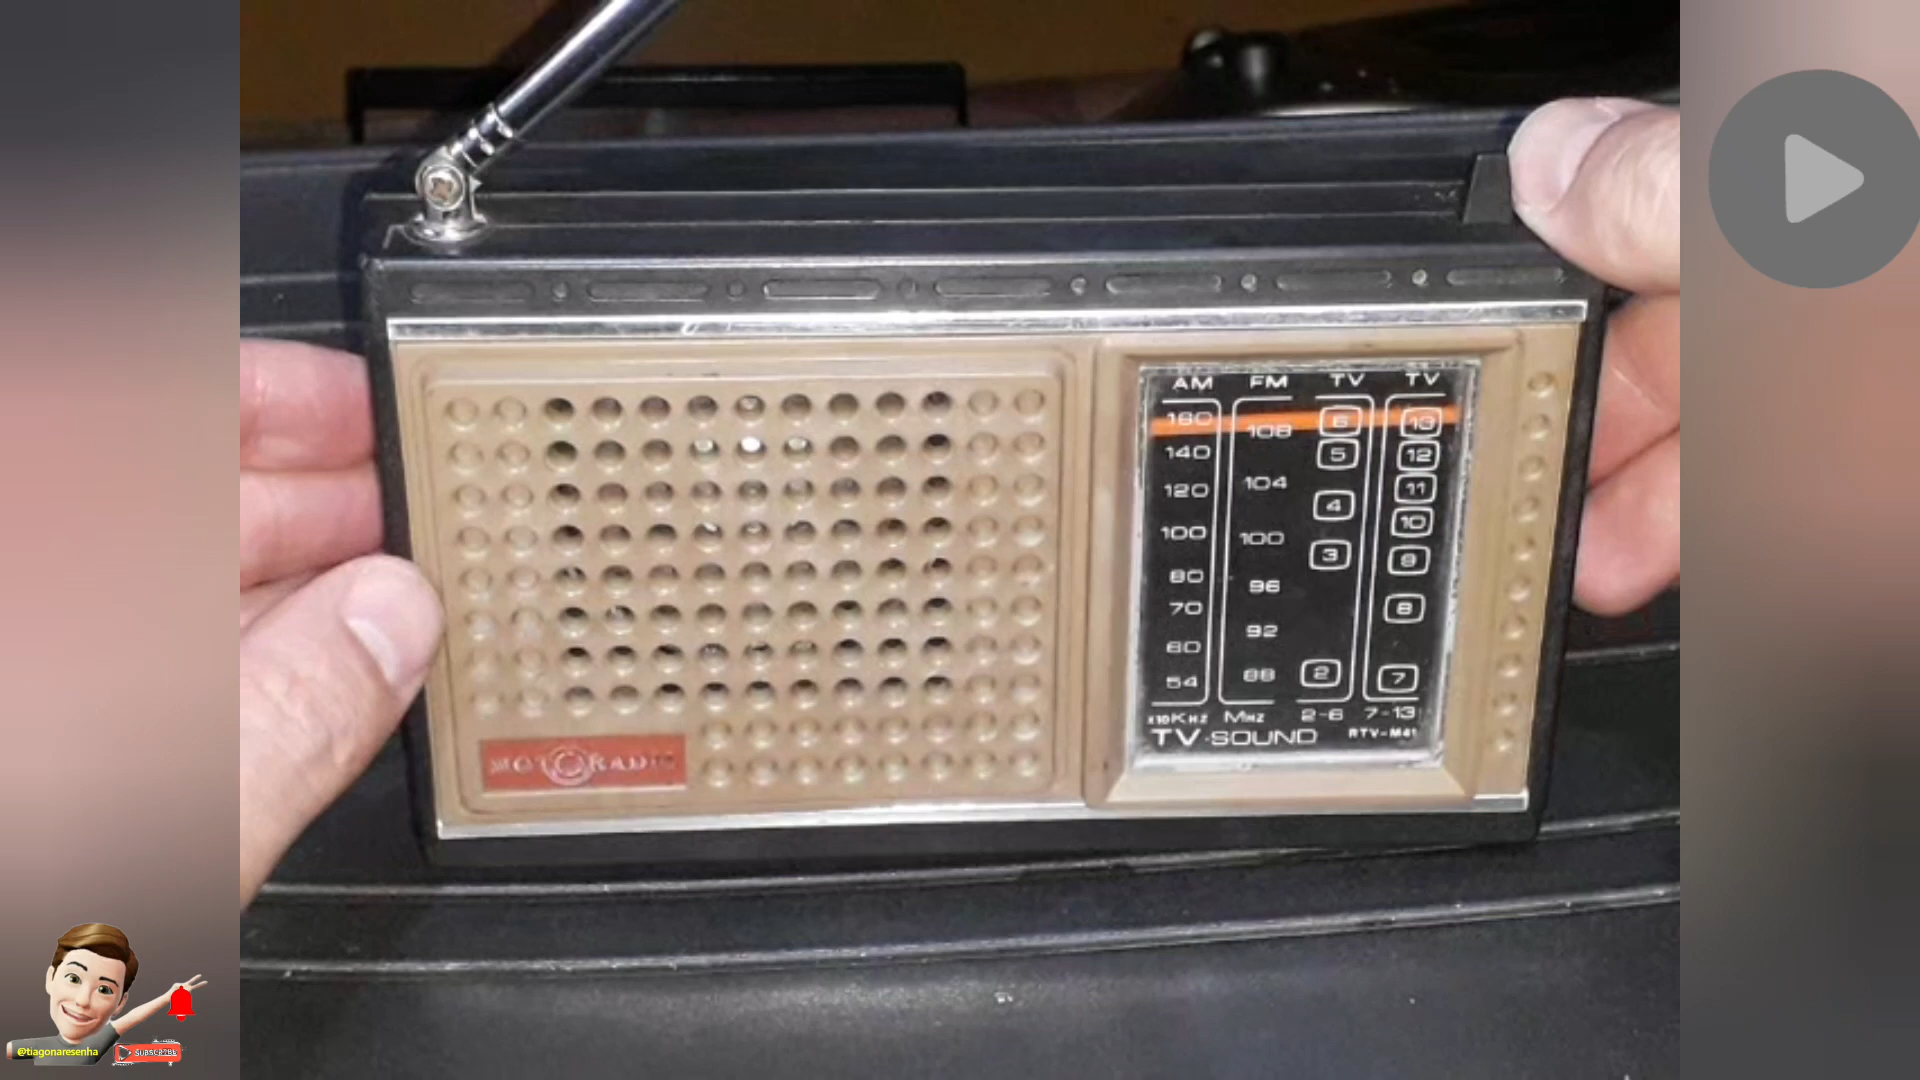 AM FM TV TV
160 108 6 13
140 5 12
120 104 4 11
100 100 3 10
80 96 9
70 92 8
60 88 2 7
54
x10KHz MHz 2-6 7-13
TV-SOUND RTV-M41
MOTORADIO
@tiagonaresenha
SUBSCRIBE